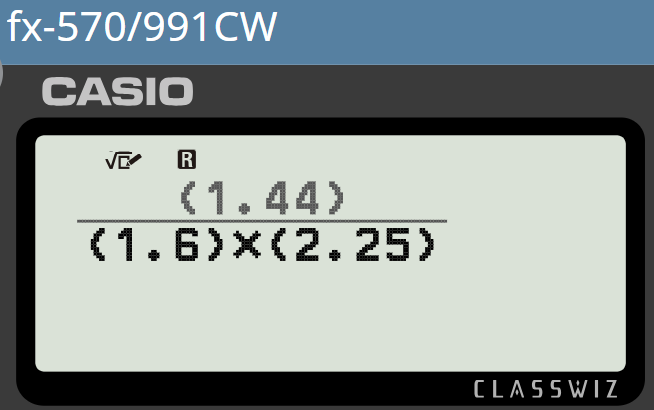 fx-570/991CW
CASIO
R
(1.44)
(1.6)×(2.25)
CLASSWIZ